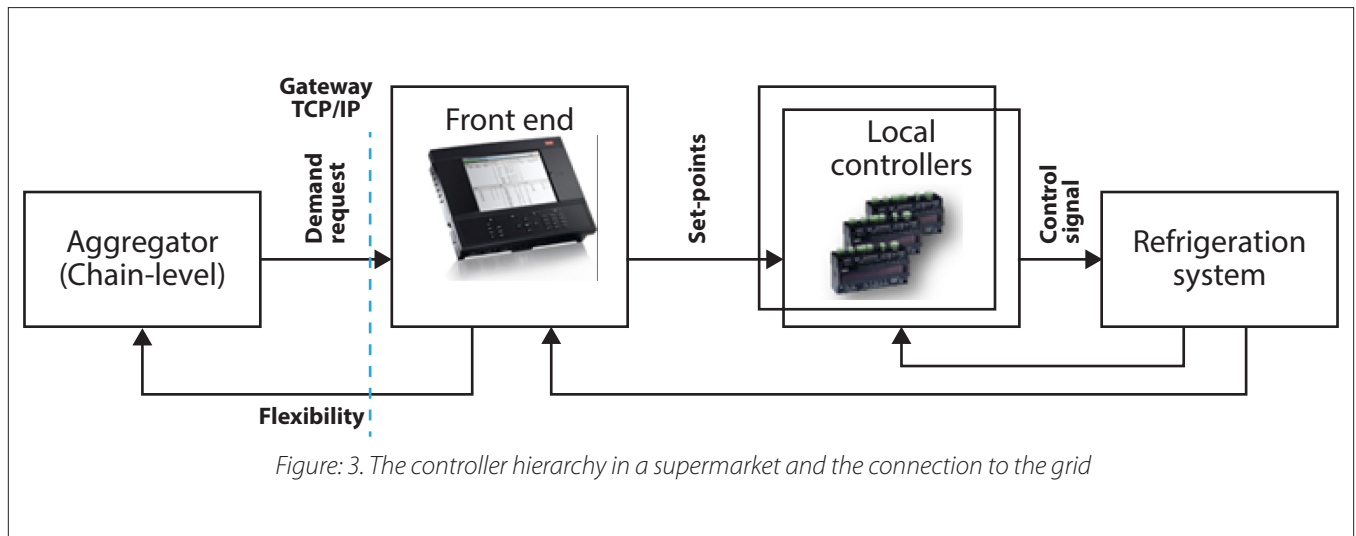 Gateway
TCP/IP
Front end
Local
controllers
Demand
request
Set-points
Control
signal
Aggregator
(Chain-level)
Refrigeration
system
Flexibility
Figure: 3. The controller hierarchy in a supermarket and the connection to the grid